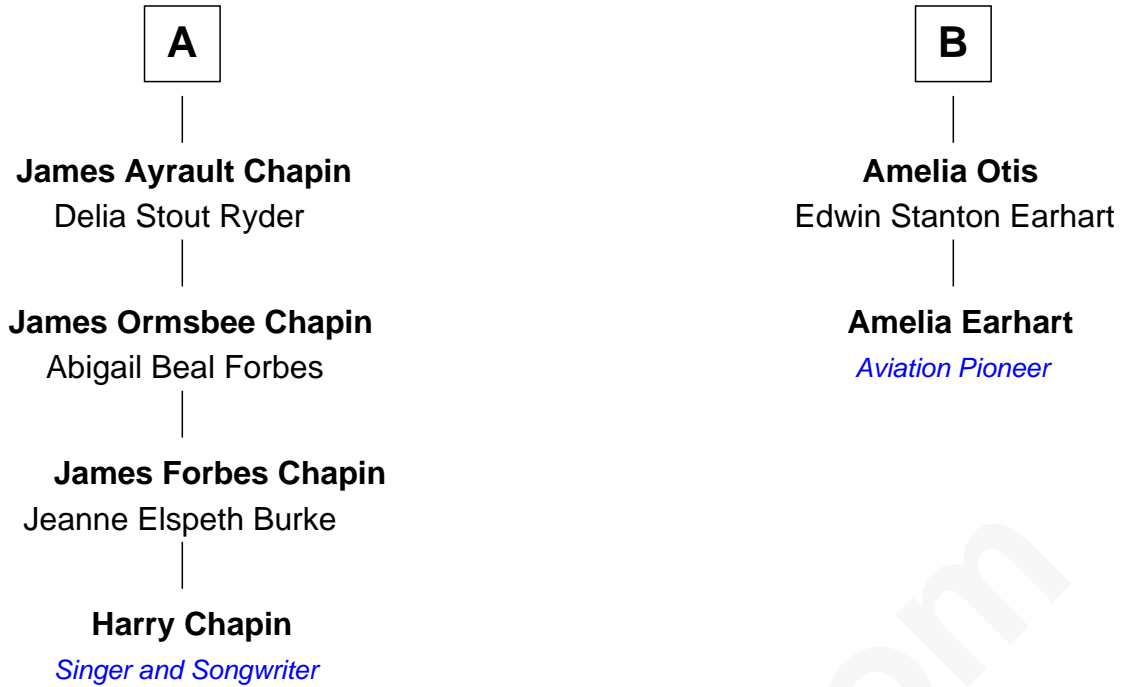 A
James Ayrault Chapin
Delia Stout Ryder
James Ormsbee Chapin
Abigail Beal Forbes
James Forbes Chapin
Jeanne Elspeth Burke
Harry Chapin
Singer and Songwriter
B
Amelia Otis
Edwin Stanton Earhart
Amelia Earhart
Aviation Pioneer
om